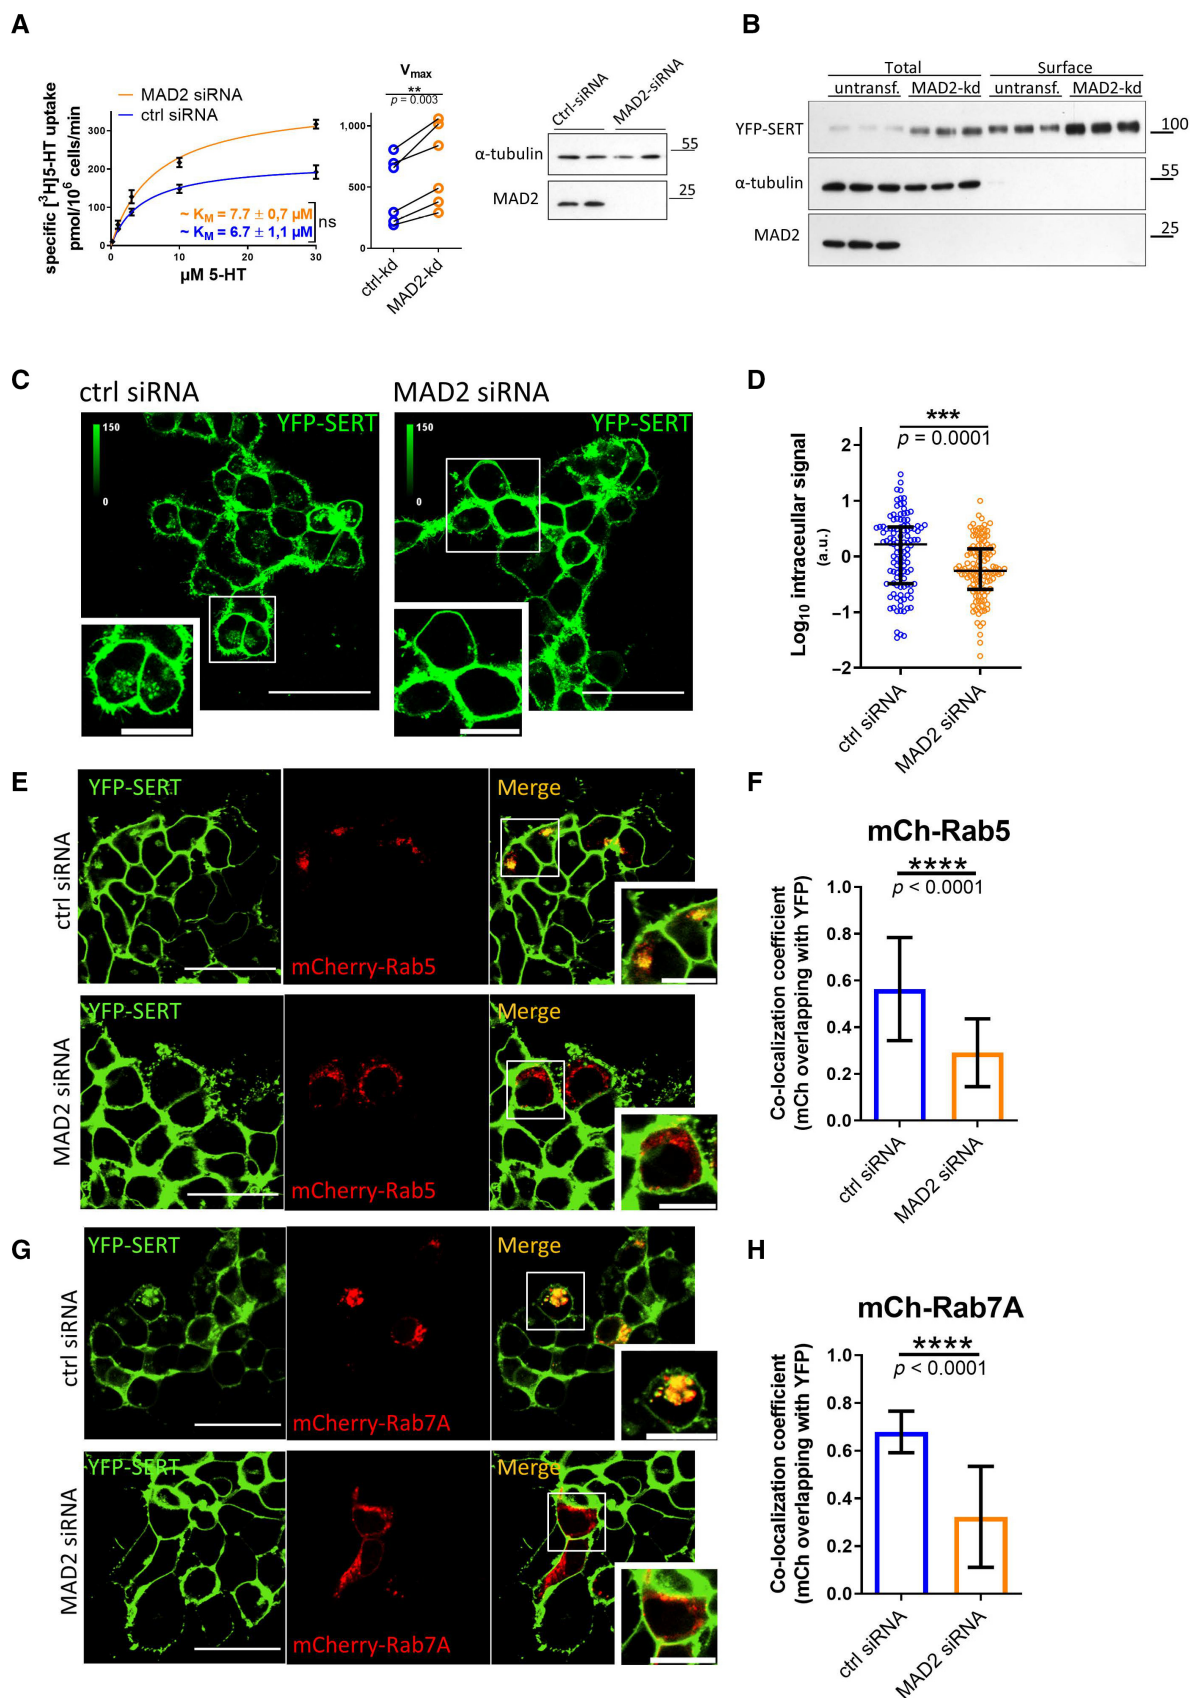 A
MAD2 siRNA
ctrl siRNA
specific [³H]5-HT uptake
pmol/10⁶ cells/min
300
200
100
0
0
10
20
30
µM 5-HT
~ K_M = 7.7 ± 0,7 µM
~ K_M = 6.7 ± 1,1 µM
ns
V_max
**
p = 0.003
1,000
500
0
ctrl-kd
MAD2-kd
Ctrl-siRNA
MAD2-siRNA
α-tubulin
55
MAD2
25
B
Total
Surface
untransf.
MAD2-kd
untransf.
MAD2-kd
YFP-SERT
100
α-tubulin
55
MAD2
25
C
ctrl siRNA
MAD2 siRNA
150
0
YFP-SERT
150
0
YFP-SERT
D
***
p = 0.0001
Log₁₀ intraceullar signal
(a.u.)
2
1
0
−1
−2
ctrl siRNA
MAD2 siRNA
E
ctrl siRNA
YFP-SERT
mCherry-Rab5
Merge
MAD2 siRNA
YFP-SERT
mCherry-Rab5
Merge
F
mCh-Rab5
****
p < 0.0001
Co-localization coefficient
(mCh overlapping with YFP)
1.0
0.8
0.6
0.4
0.2
0.0
ctrl siRNA
MAD2 siRNA
G
ctrl siRNA
YFP-SERT
mCherry-Rab7A
Merge
MAD2 siRNA
YFP-SERT
mCherry-Rab7A
Merge
H
mCh-Rab7A
****
p < 0.0001
Co-localization coefficient
(mCh overlapping with YFP)
1.0
0.8
0.6
0.4
0.2
0.0
ctrl siRNA
MAD2 siRNA